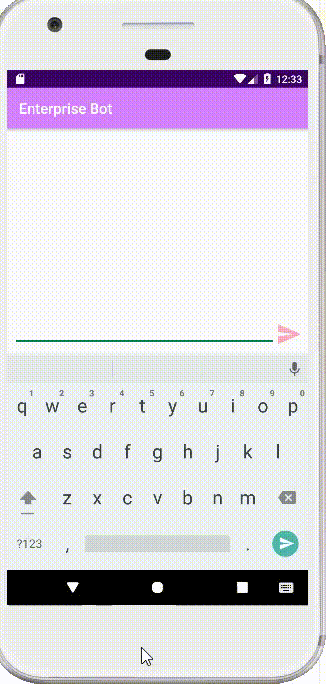 12:33
Enterprise Bot
1 2 3 4 5 6 7 8 9 0
q w e r t y u i o p
a s d f g h j k l
z x c v b n m
?123 , .